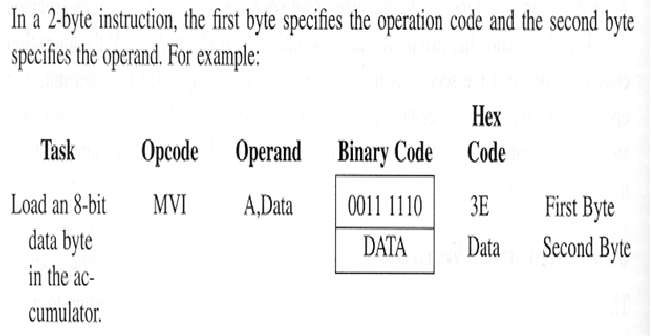 In a 2-byte instruction, the first byte specifies the operation code and the second byte
specifies the operand. For example:
Hex
Task Opcode Operand Binary Code Code
Load an 8-bit MVI A,Data 0011 1110 3E First Byte
data byte DATA Data Second Byte
in the ac-
cumulator.